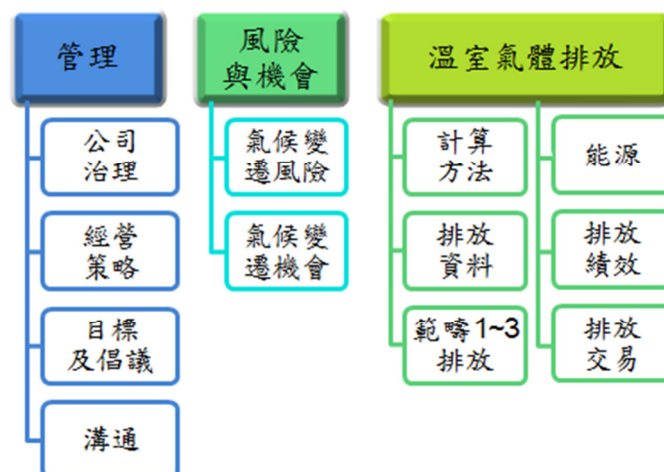 管理
公司
治理
經營
策略
目標
及倡議
溝通
風險
與機會
氣候變
遷風險
氣候變
遷機會
溫室氣體排放
計算
方法
排放
資料
範疇1~3
排放
能源
排放
績效
排放
交易